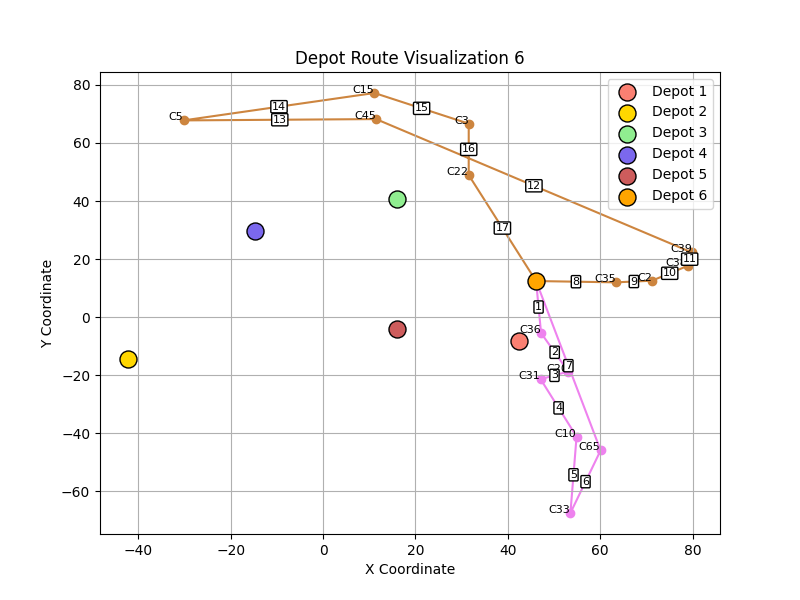 Depot Route Visualization 6
Y Coordinate
80
60
40
20
0
−20
−40
−60
−40
−20
0
20
40
60
80
X Coordinate
Depot 1
Depot 2
Depot 3
Depot 4
Depot 5
Depot 6
C5
14
C15
15
13
C45
C3
16
C22
12
17
C39
11
10
C2
9
C35
8
1
C36
2
7
3
C31
4
C10
C65
5
6
C33